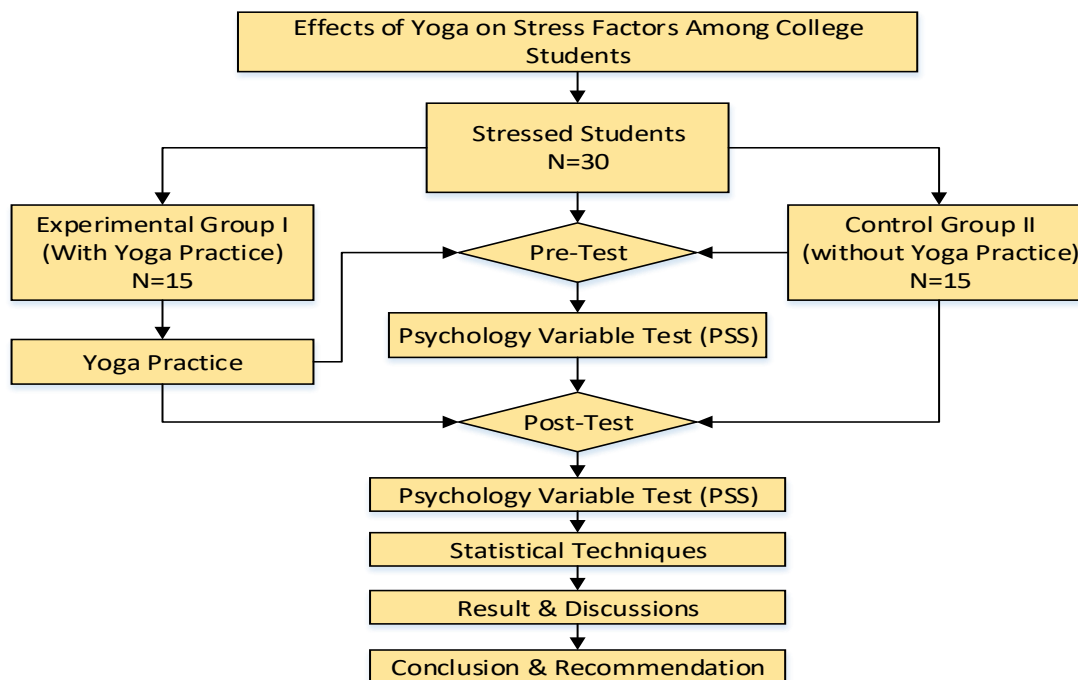 Effects of Yoga on Stress Factors Among College
Students
Stressed Students
N=30
Experimental Group I
(With Yoga Practice)
N=15
Control Group II
(without Yoga Practice)
N=15
Pre-Test
Psychology Variable Test (PSS)
Yoga Practice
Post-Test
Psychology Variable Test (PSS)
Statistical Techniques
Result & Discussions
Conclusion & Recommendation